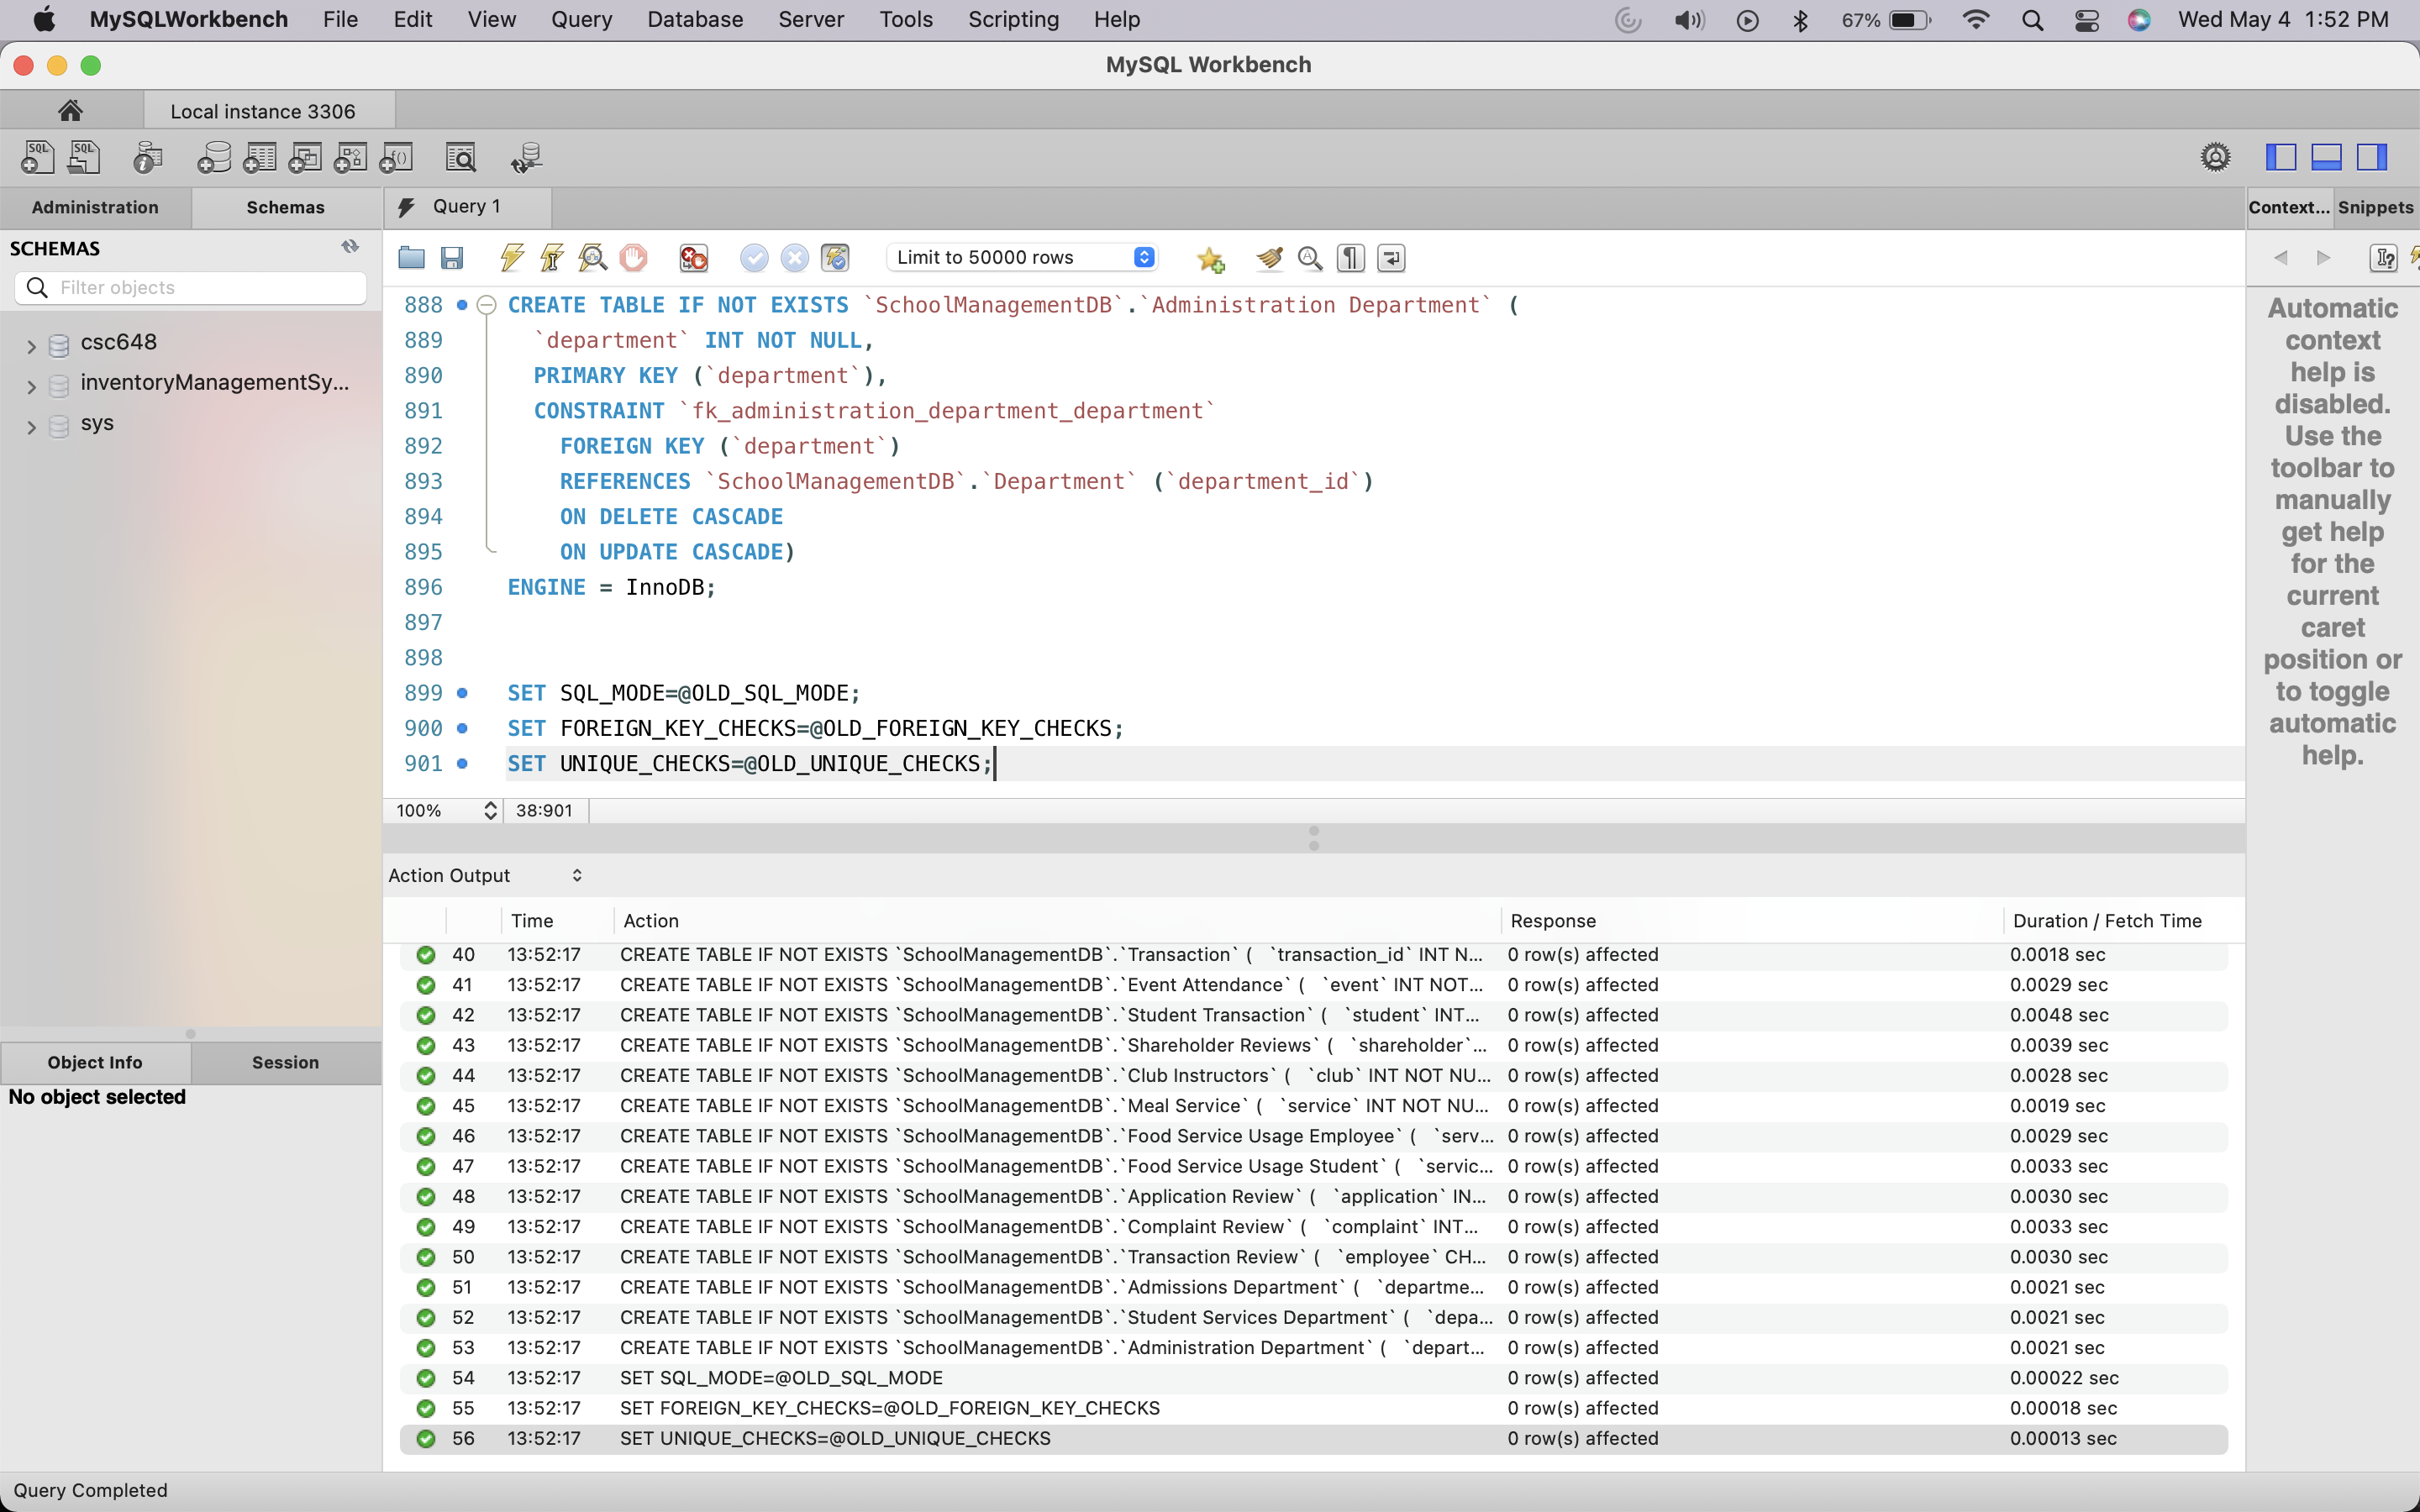 MySQLWorkbench File Edit View Query Database Server Tools Scripting Help 67% Wed May 4 1:52 PM
MySQL Workbench
Local instance 3306
Administration Schemas Query 1 Context... Snippets
SCHEMAS
Limit to 50000 rows
Filter objects
csc648
inventoryManagementSy...
sys
888 CREATE TABLE IF NOT EXISTS `SchoolManagementDB`.`Administration Department` (
889 `department` INT NOT NULL,
890 PRIMARY KEY (`department`),
891 CONSTRAINT `fk_administration_department_department`
892 FOREIGN KEY (`department`)
893 REFERENCES `SchoolManagementDB`.`Department` (`department_id`)
894 ON DELETE CASCADE
895 ON UPDATE CASCADE)
896 ENGINE = InnoDB;
897
898
899 SET SQL_MODE=@OLD_SQL_MODE;
900 SET FOREIGN_KEY_CHECKS=@OLD_FOREIGN_KEY_CHECKS;
901 SET UNIQUE_CHECKS=@OLD_UNIQUE_CHECKS;
100% 38:901
Automatic
context
help is
disabled.
Use the
toolbar to
manually
get help
for the
current
caret
position or
to toggle
automatic
help.
Action Output
Time Action Response Duration / Fetch Time
40 13:52:17 CREATE TABLE IF NOT EXISTS `SchoolManagementDB`.`Transaction` ( `transaction_id` INT N... 0 row(s) affected 0.0018 sec
41 13:52:17 CREATE TABLE IF NOT EXISTS `SchoolManagementDB`.`Event Attendance` ( `event` INT NOT... 0 row(s) affected 0.0029 sec
42 13:52:17 CREATE TABLE IF NOT EXISTS `SchoolManagementDB`.`Student Transaction` ( `student` INT... 0 row(s) affected 0.0048 sec
43 13:52:17 CREATE TABLE IF NOT EXISTS `SchoolManagementDB`.`Shareholder Reviews` ( `shareholder`... 0 row(s) affected 0.0039 sec
44 13:52:17 CREATE TABLE IF NOT EXISTS `SchoolManagementDB`.`Club Instructors` ( `club` INT NOT NU... 0 row(s) affected 0.0028 sec
45 13:52:17 CREATE TABLE IF NOT EXISTS `SchoolManagementDB`.`Meal Service` ( `service` INT NOT NU... 0 row(s) affected 0.0019 sec
46 13:52:17 CREATE TABLE IF NOT EXISTS `SchoolManagementDB`.`Food Service Usage Employee` ( `serv... 0 row(s) affected 0.0029 sec
47 13:52:17 CREATE TABLE IF NOT EXISTS `SchoolManagementDB`.`Food Service Usage Student` ( `servic... 0 row(s) affected 0.0033 sec
48 13:52:17 CREATE TABLE IF NOT EXISTS `SchoolManagementDB`.`Application Review` ( `application` IN... 0 row(s) affected 0.0030 sec
49 13:52:17 CREATE TABLE IF NOT EXISTS `SchoolManagementDB`.`Complaint Review` ( `complaint` INT... 0 row(s) affected 0.0033 sec
50 13:52:17 CREATE TABLE IF NOT EXISTS `SchoolManagementDB`.`Transaction Review` ( `employee` CH... 0 row(s) affected 0.0030 sec
51 13:52:17 CREATE TABLE IF NOT EXISTS `SchoolManagementDB`.`Admissions Department` ( `departme... 0 row(s) affected 0.0021 sec
52 13:52:17 CREATE TABLE IF NOT EXISTS `SchoolManagementDB`.`Student Services Department` ( `depa... 0 row(s) affected 0.0021 sec
53 13:52:17 CREATE TABLE IF NOT EXISTS `SchoolManagementDB`.`Administration Department` ( `depart... 0 row(s) affected 0.0021 sec
54 13:52:17 SET SQL_MODE=@OLD_SQL_MODE 0 row(s) affected 0.00022 sec
55 13:52:17 SET FOREIGN_KEY_CHECKS=@OLD_FOREIGN_KEY_CHECKS 0 row(s) affected 0.00018 sec
56 13:52:17 SET UNIQUE_CHECKS=@OLD_UNIQUE_CHECKS 0 row(s) affected 0.00013 sec
Object Info Session
No object selected
Query Completed